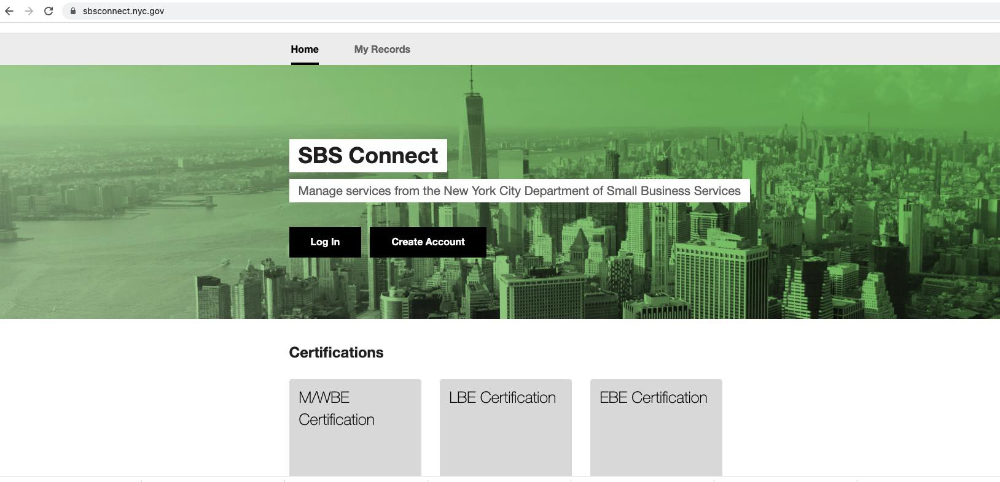 sbsconnect.nyc.gov
Home
My Records
SBS Connect
Manage services from the New York City Department of Small Business Services
Log In
Create Account
Certifications
M/WBE
Certification
LBE Certification
EBE Certification